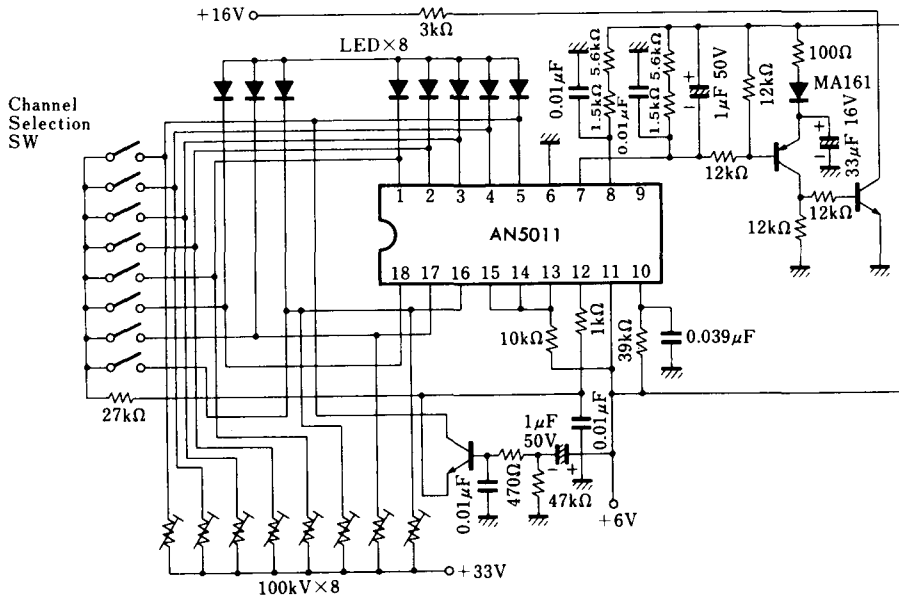 +16V
3kΩ
LED×8
0.01μF
1.5kΩ 5.6kΩ
0.01μF
1.5kΩ 5.6kΩ
1μF 50V
12kΩ
100Ω
MA161
33μF 16V
Channel
Selection
SW
12kΩ
12kΩ
12kΩ
1 2 3 4 5 6 7 8 9
AN5011
18 17 16 15 14 13 12 11 10
10kΩ
1kΩ
39kΩ
0.039μF
27kΩ
0.01μF
1μF
50V
0.01μF
470Ω
47kΩ
+6V
100kV×8
+33V